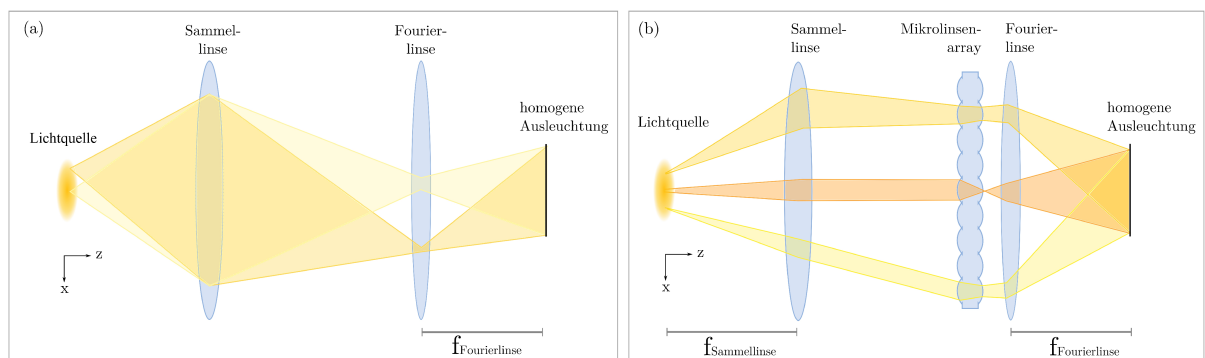 (a)
Sammel-
linse
Fourier-
linse
homogene
Ausleuchtung
Lichtquelle
z
x
fFourierlinse
(b)
Sammel-
linse
Mikrolinsen-
array
Fourier-
linse
homogene
Ausleuchtung
Lichtquelle
z
x
fSammellinse
fFourierlinse